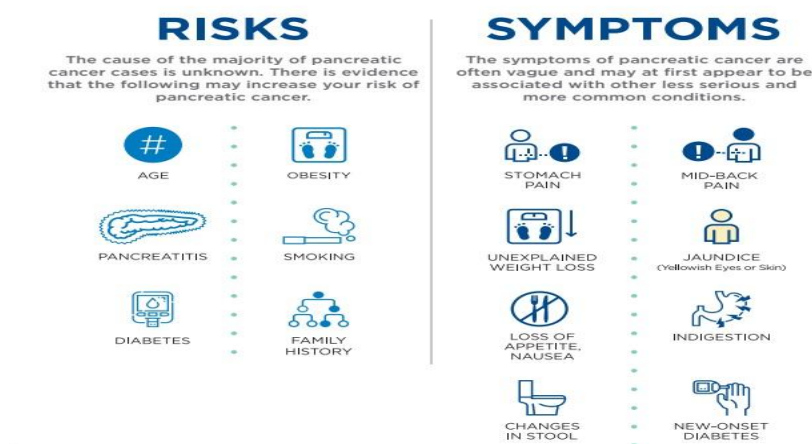 RISKS
The cause of the majority of pancreatic
cancer cases is unknown. There is evidence
that the following may increase your risk of
pancreatic cancer.
#
AGE
OBESITY
PANCREATITIS
SMOKING
DIABETES
FAMILY
HISTORY
SYMPTOMS
The symptoms of pancreatic cancer are
often vague and may at first appear to be
associated with other less serious and
more common conditions.
!
STOMACH
PAIN
!
MID-BACK
PAIN
UNEXPLAINED
WEIGHT LOSS
JAUNDICE
(Yellowish Eyes or Skin)
LOSS OF
APPETITE,
NAUSEA
INDIGESTION
CHANGES
IN STOOL
NEW-ONSET
DIABETES